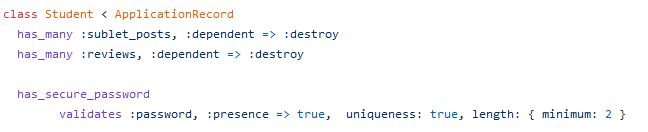 class Student < ApplicationRecord
has_many :sublet_posts, :dependent => :destroy
has_many :reviews, :dependent => :destroy
has_secure_password
validates :password, :presence => true,  uniqueness: true, length: { minimum: 2 }